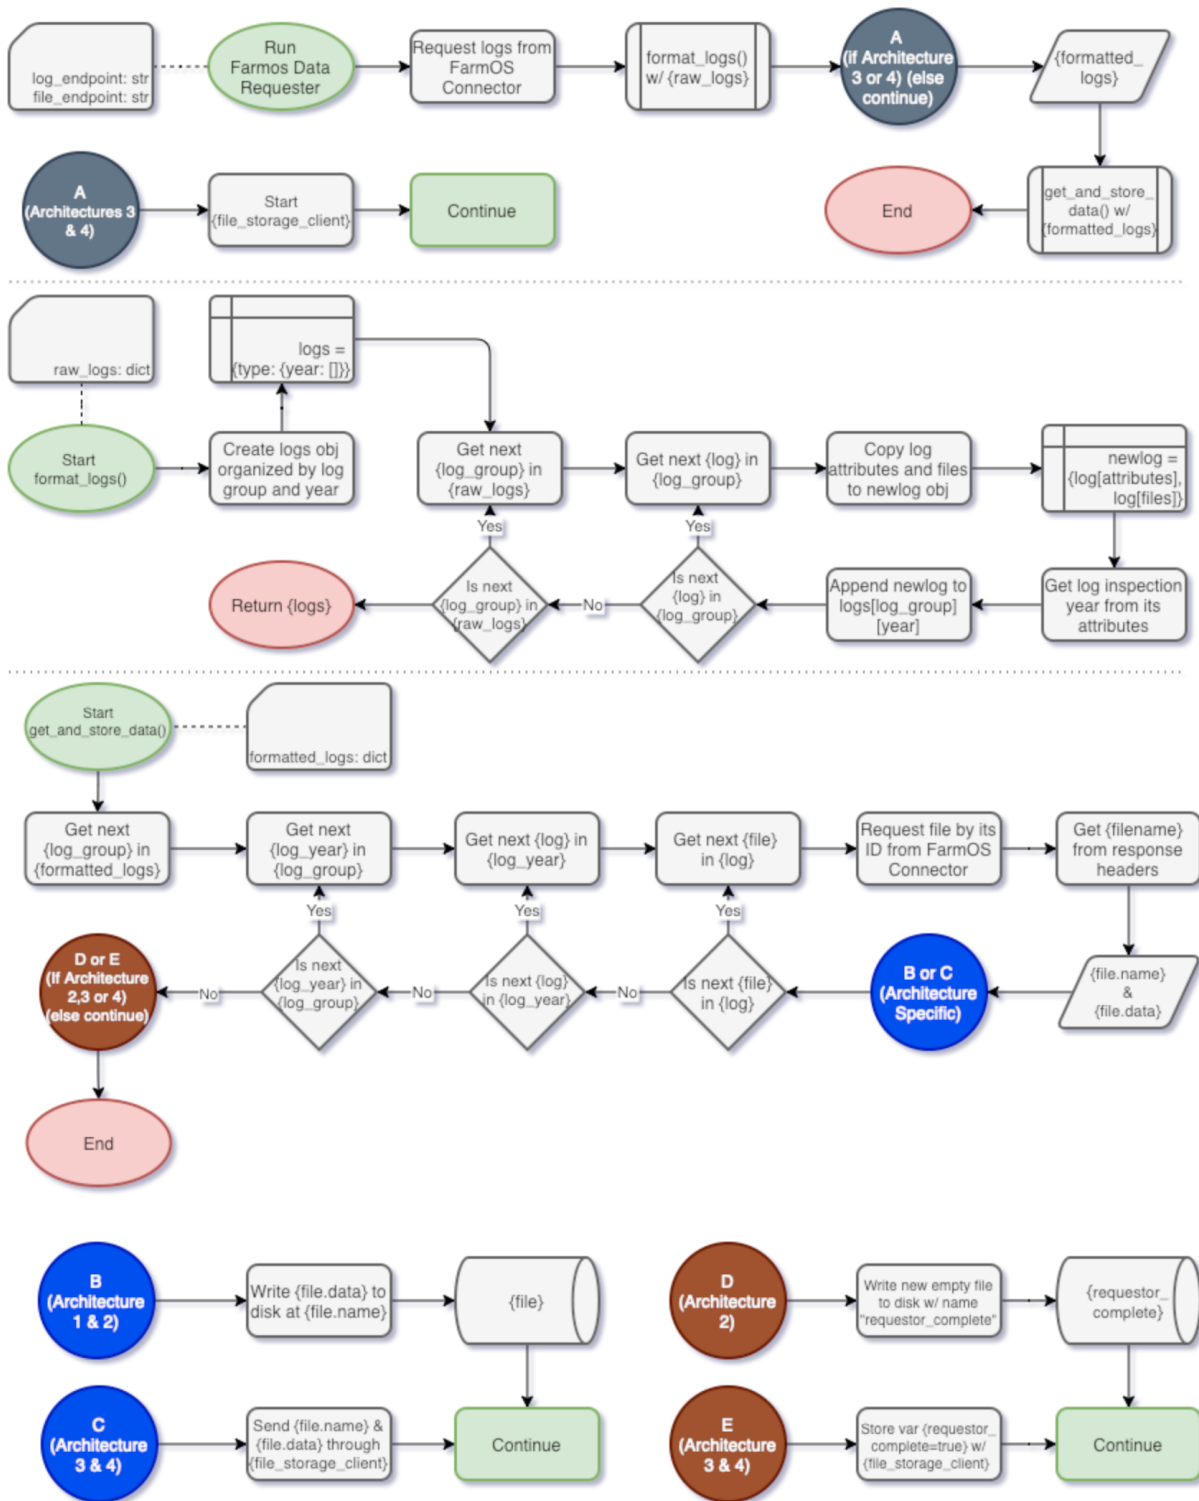 log_endpoint: str
file_endpoint: str
Run
Farmos Data
Requester
Request logs from
FarmOS
Connector
format_logs()
w/ {raw_logs}
A
(if Architecture
3 or 4) (else
continue)
{formatted_
logs}
A
(Architectures 3
& 4)
Start
{file_storage_client}
Continue
End
get_and_store_
data() w/
{formatted_logs}
raw_logs: dict
logs =
{type: {year: []}}
Start
format_logs()
Create logs obj
organized by log
group and year
Get next
{log_group} in
{raw_logs}
Get next {log} in
{log_group}
Copy log
attributes and files
to newlog obj
newlog =
{log[attributes],
log[files]}
Yes
Yes
Return {logs}
Is next
{log_group} in
{raw_logs}
No
Is next
{log} in
{log_group}
Append newlog to
logs[log_group]
[year]
Get log inspection
year from its
attributes
Start
get_and_store_data()
formatted_logs: dict
Get next
{log_group} in
{formatted_logs}
Get next
{log_year} in
{log_group}
Get next {log} in
{log_year}
Get next {file}
in {log}
Request file by its
ID from FarmOS
Connector
Get {filename}
from response
headers
Yes
Yes
Yes
D or E
(If Architecture
2,3 or 4)
(else continue)
No
Is next
{log_year} in
{log_group}
No
Is next {log}
in {log_year}
No
Is next {file}
in {log}
B or C
(Architecture
Specific)
{file.name}
&
{file.data}
End
B
(Architecture
1 & 2)
Write {file.data} to
disk at {file.name}
{file}
D
(Architecture
2)
Write new empty file
to disk w/ name
"requestor_complete"
{requestor_
complete}
C
(Architecture
3 & 4)
Send {file.name} &
{file.data} through
{file_storage_client}
Continue
E
(Architecture
3 & 4)
Store var {requestor_
complete=true} w/
{file_storage_client}
Continue